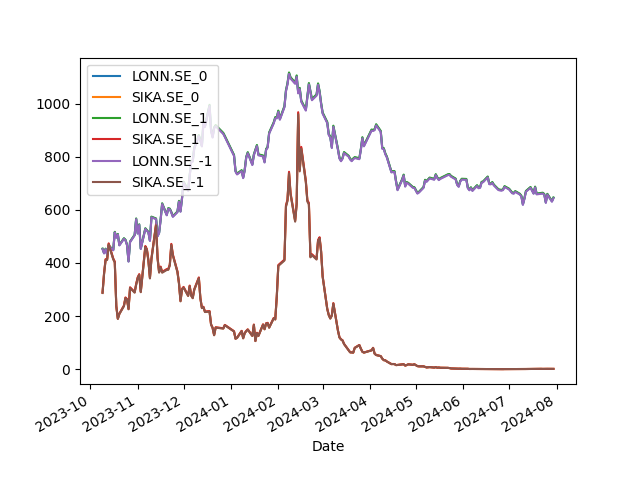 LONN.SE_0
SIKA.SE_0
LONN.SE_1
SIKA.SE_1
LONN.SE_-1
SIKA.SE_-1
1000
800
600
400
200
0
2023-10
2023-11
2023-12
2024-01
2024-02
2024-03
2024-04
2024-05
2024-06
2024-07
2024-08
Date